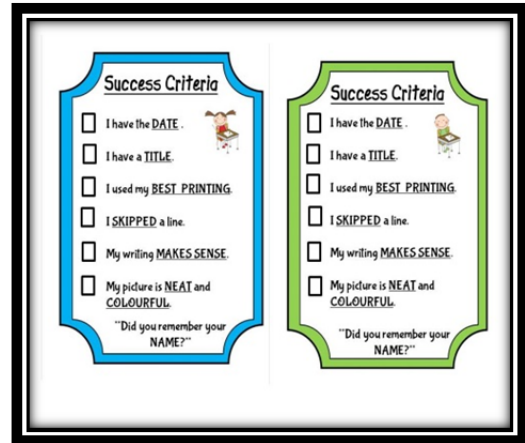 Success Criteria
I have the DATE .
I have a TITLE.
I used my BEST PRINTING.
I SKIPPED a line.
My writing MAKES SENSE.
My picture is NEAT and
COLOURFUL.
"Did you remember your
NAME?"
Success Criteria
I have the DATE .
I have a TITLE.
I used my BEST PRINTING.
I SKIPPED a line.
My writing MAKES SENSE.
My picture is NEAT and
COLOURFUL.
"Did you remember your
NAME?"